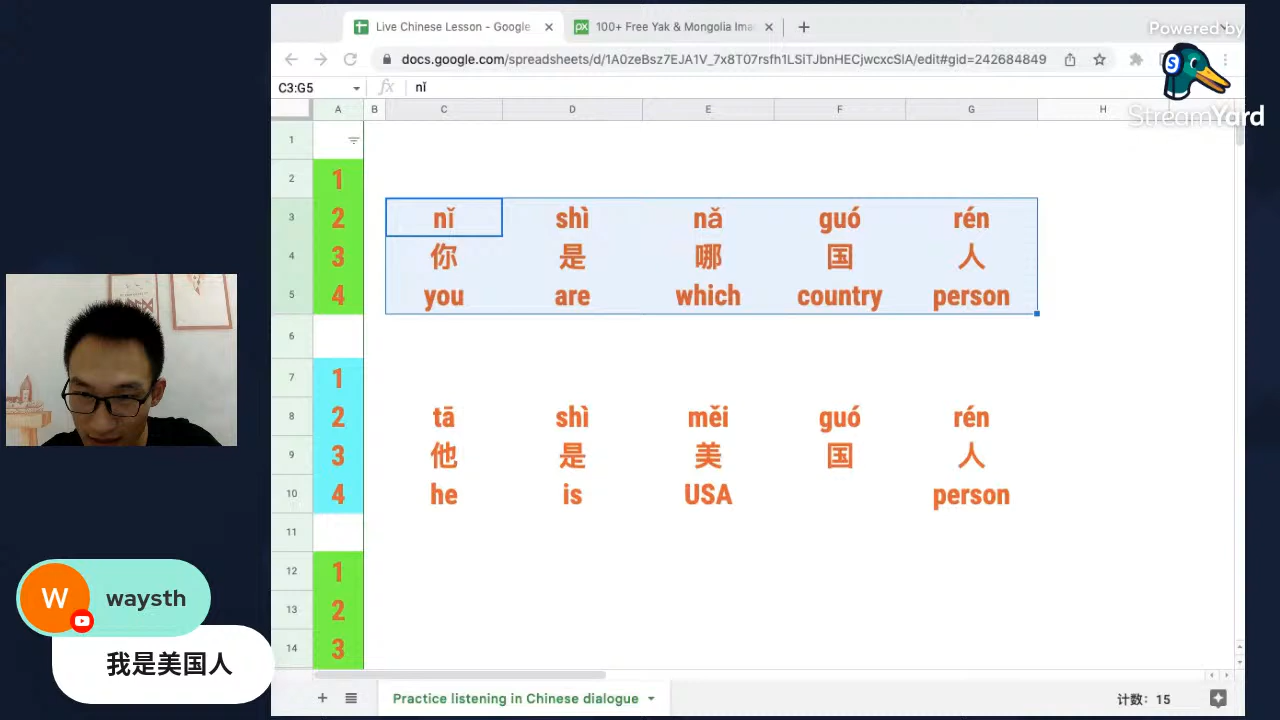 Live Chinese Lesson - Google
100+ Free Yak & Mongolia Ima
Powered by
docs.google.com/spreadsheets/d/1A0zeBsz7EJA1V_7x8T07rsfh1LSlTJbnHECjwcxcSlA/edit#gid=242684849
StreamYard
C3:G5
fx
nǐ
A B C D E F G H
1
2 1
3 2 nǐ shì nǎ guó rén
4 3 你 是 哪 国 人
5 4 you are which country person
6
7 1
8 2 tā shì měi guó rén
9 3 他 是 美 国 人
10 4 he is USA person
11
12 1
13 2
14 3
W waysth
我是美国人
Practice listening in Chinese dialogue
计数: 15